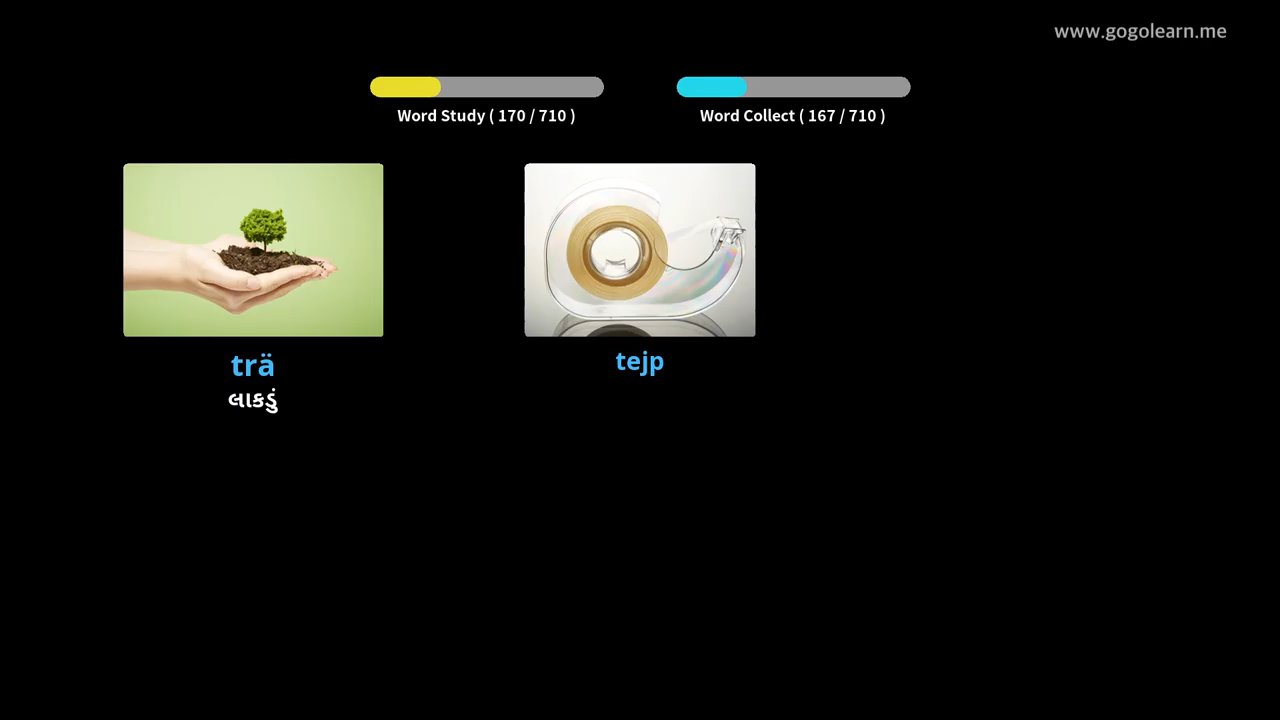 www.gogolearn.me
Word Study ( 170 / 710 )
Word Collect ( 167 / 710 )
trä
લાકડું
tejp